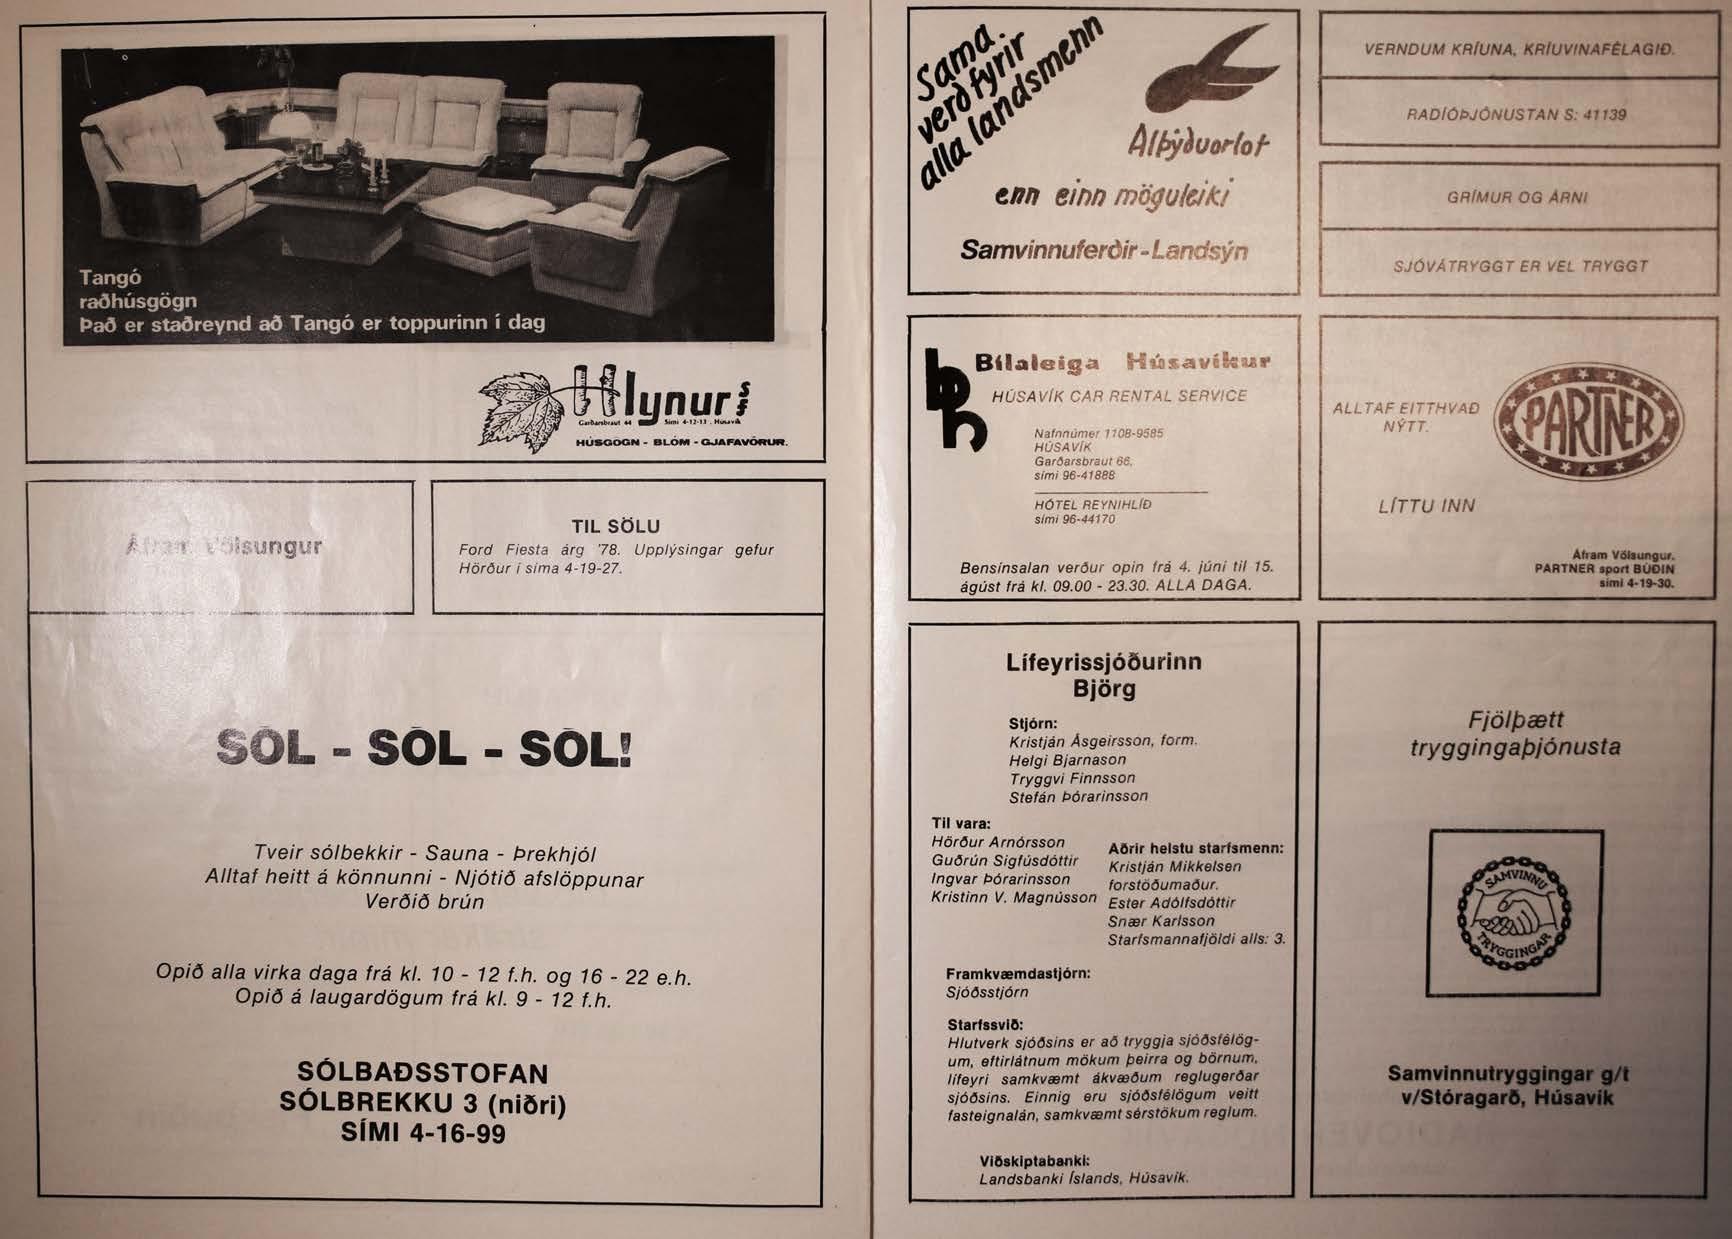 Tangó
raðhúsgögn
Það er staðreynd að Tangó er toppurinn í dag
Hlynur s
f
Garðarsbraut 44 Sími 4-12-13 . Húsavík
HÚSGÖGN - BLÓM - GJAFAVÖRUR.
Áfram Völsungur
TIL SÖLU
Ford Fiesta árg '78. Upplýsingar gefur
Hörður í síma 4-19-27.
SÓL - SÓL - SÓL!
Tveir sólbekkir - Sauna - Þrekhjól
Alltaf heitt á könnunni - Njótið afslöppunar
Verðið brún
Opið alla virka daga frá kl. 10 - 12 f.h. og 16 - 22 e.h.
Opið á laugardögum frá kl. 9 - 12 f.h.
SÓLBAÐSSTOFAN
SÓLBREKKU 3 (niðri)
SÍMI 4-16-99
Sama
verð fyrir
alla landsmenn
Alþýðuorlof
enn einn möguleiki
Samvinnuferðir-Landsýn
VERNDUM KRÍUNA, KRÍUVINAFÉLAGIÐ.
RADÍÓÞJÓNUSTAN S: 41139
GRÍMUR OG ÁRNI
SJÓVÁTRYGGT ER VEL TRYGGT
bh
Bílaleiga Húsavíkur
HÚSAVÍK CAR RENTAL SERVICE
Nafnnúmer 1108-9585
HÚSAVÍK
Garðarsbraut 66,
sími 96-41888
HÓTEL REYNIHLÍÐ
sími 96-44170
Bensínsalan verður opin frá 4. júní til 15.
ágúst frá kl. 09.00 - 23.30. ALLA DAGA.
ALLTAF EITTHVAÐ
NÝTT.
PARTNER
LÍTTU INN
Áfram Völsungur.
PARTNER sport BÚÐIN
sími 4-19-30.
Lífeyrissjóðurinn
Björg
Stjórn:
Kristján Ásgeirsson, form.
Helgi Bjarnason
Tryggvi Finnsson
Stefán Þórarinsson
Til vara:
Hörður Arnórsson
Guðrún Sigfúsdóttir
Ingvar Þórarinsson
Kristinn V. Magnússon
Aðrir helstu starfsmenn:
Kristján Mikkelsen
forstöðumaður.
Ester Adólfsdóttir
Snær Karlsson
Starfsmannafjöldi alls: 3.
Framkvæmdastjórn:
Sjóðsstjórn
Starfssvið:
Hlutverk sjóðsins er að tryggja sjóðsfélög-
um, eftirlátnum mökum þeirra og börnum,
lífeyri samkvæmt ákvæðum reglugerðar
sjóðsins. Einnig eru sjóðsfélögum veitt
fasteignalán, samkvæmt sérstökum reglum.
Viðskiptabanki:
Landsbanki Íslands, Húsavík.
Fjölþætt
tryggingaþjónusta
SAMVINNU
TRYGGINGAR
Samvinnutryggingar g/t
v/Stóragarð, Húsavík